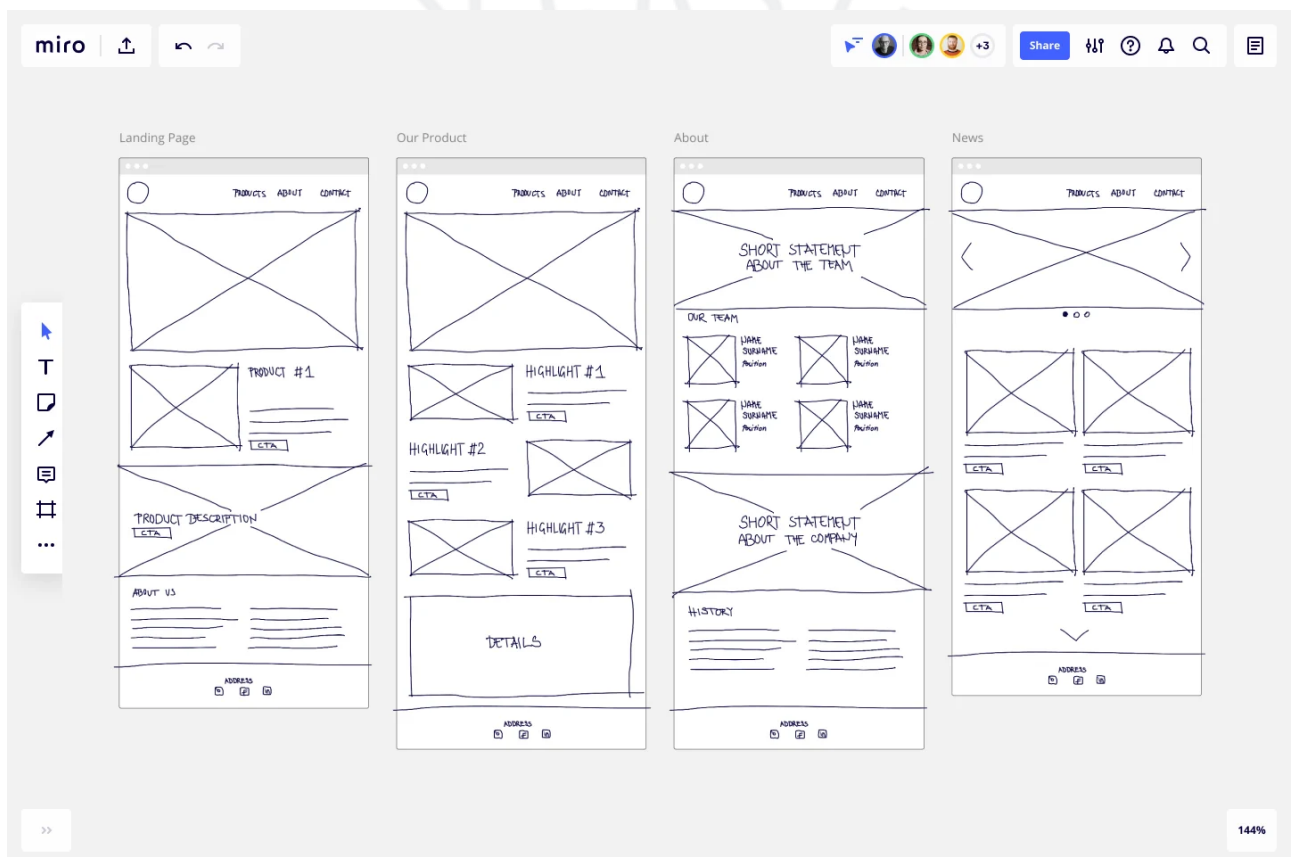 miro
+3
Share
Landing Page
PRODUCTS ABOUT CONTACT
PRODUCT #1
CTA
PRODUCT DESCRIPTION
CTA
ABOUT US
ADDRESS
Our Product
PRODUCTS ABOUT CONTACT
HIGHLIGHT #1
CTA
HIGHLIGHT #2
CTA
HIGHLIGHT #3
CTA
DETAILS
ADDRESS
About
PRODUCTS ABOUT CONTACT
SHORT STATEMENT
ABOUT THE TEAM
OUR TEAM
NAME
SURNAME
Position
NAME
SURNAME
Position
NAME
SURNAME
Position
NAME
SURNAME
Position
SHORT STATEMENT
ABOUT THE COMPANY
HISTORY
ADDRESS
News
PRODUCTS ABOUT CONTACT
CTA
CTA
CTA
CTA
ADDRESS
144%